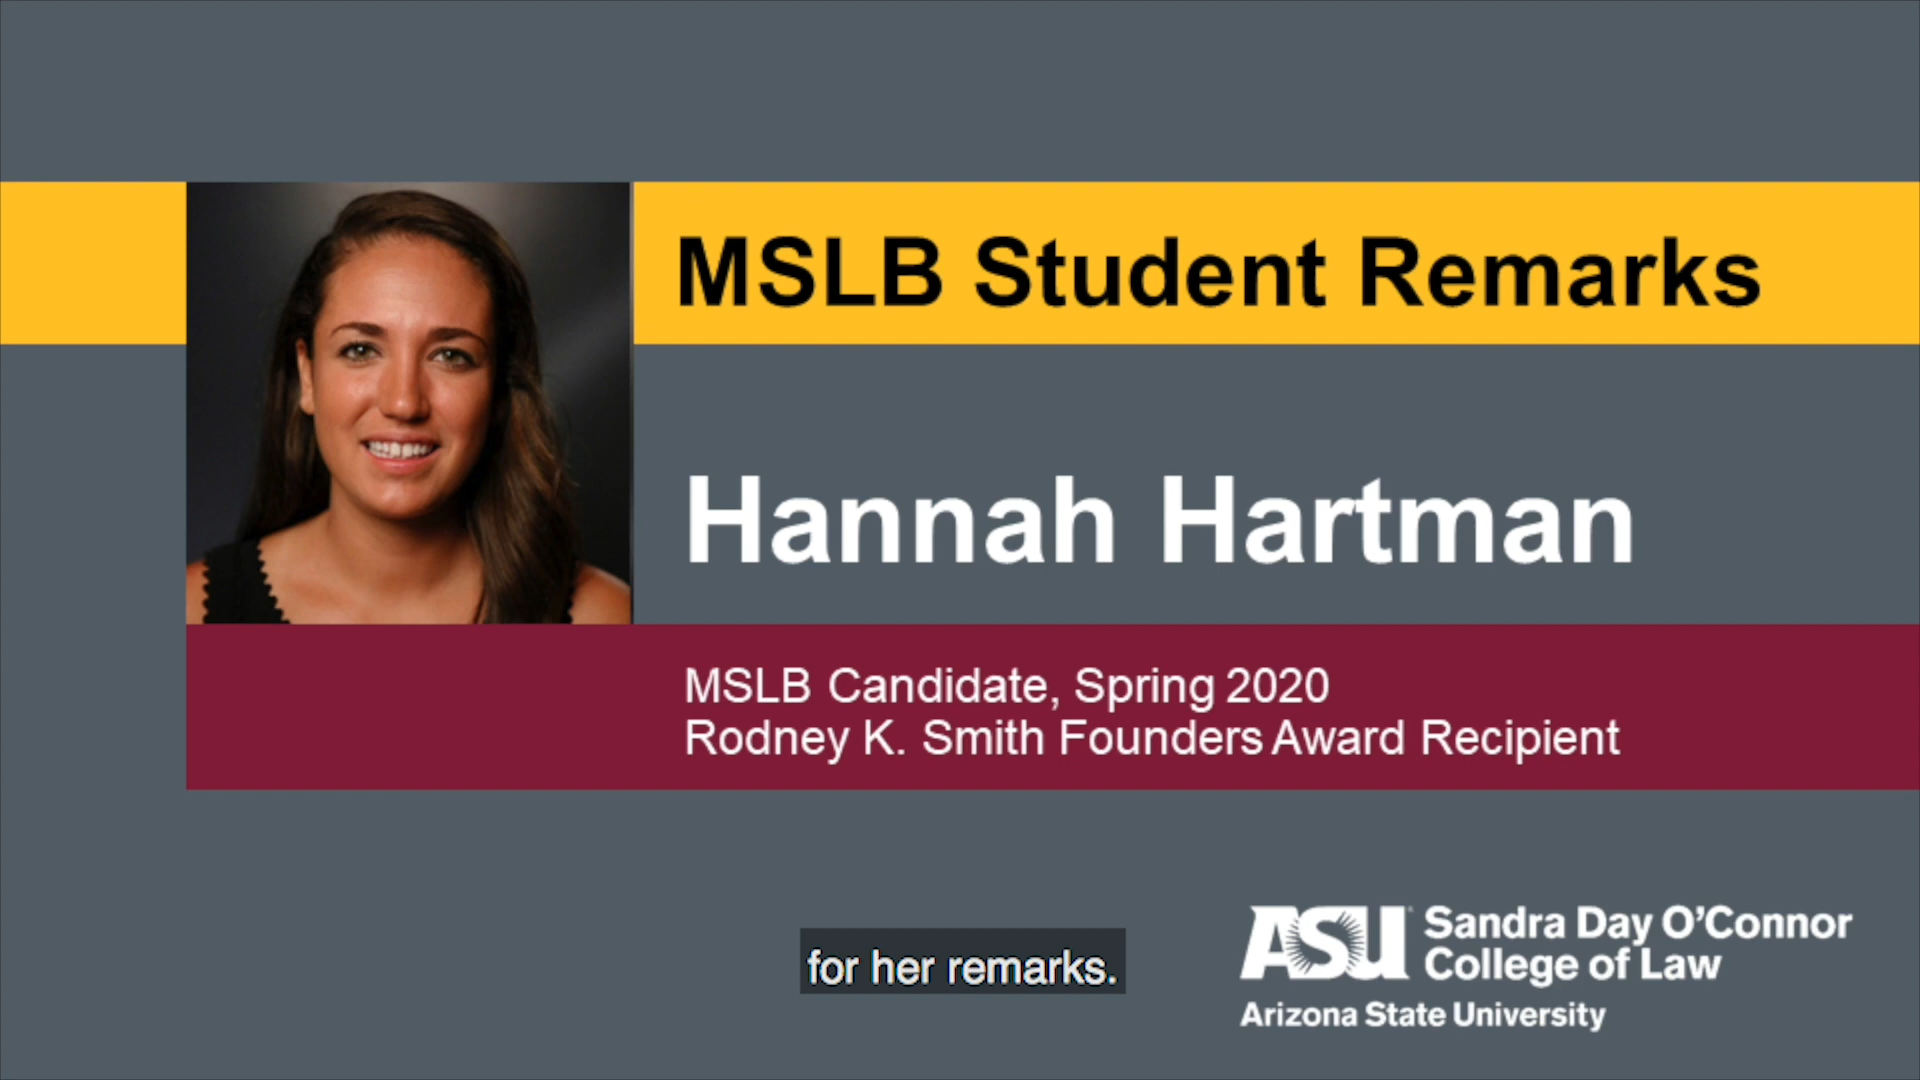 MSLB Student Remarks
Hannah Hartman
MSLB Candidate, Spring 2020
Rodney K. Smith Founders Award Recipient
for her remarks.
ASU Sandra Day O’Connor
College of Law
Arizona State University